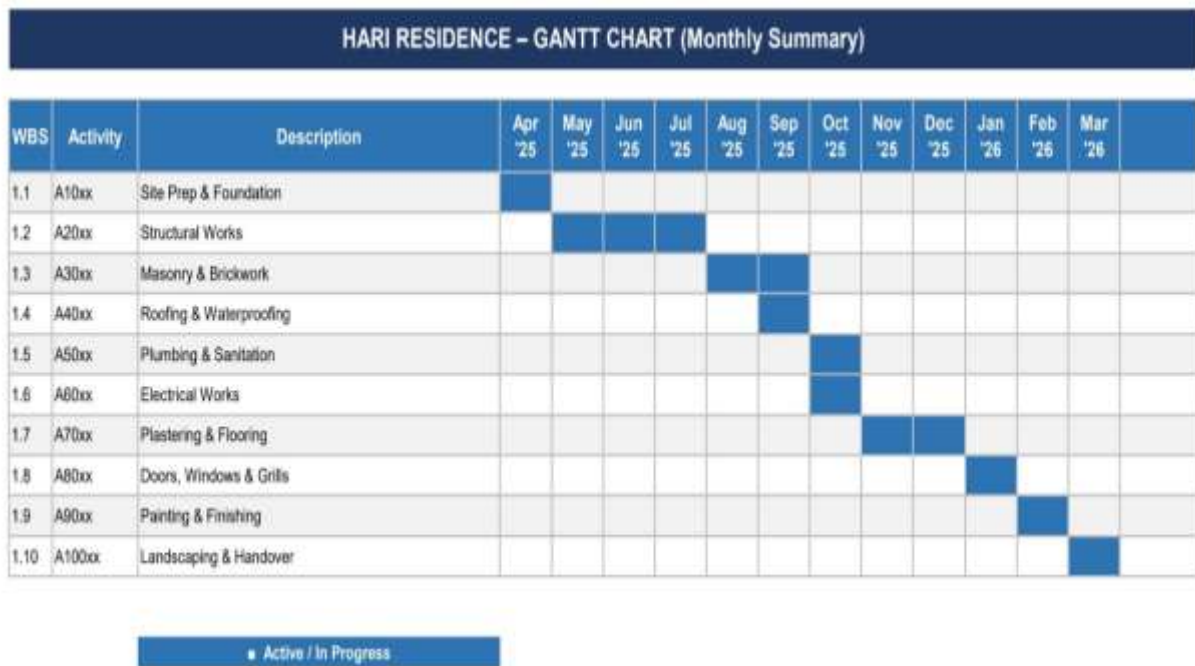 HARI RESIDENCE – GANTT CHART (Monthly Summary)
WBS Activity Description Apr '25 May '25 Jun '25 Jul '25 Aug '25 Sep '25 Oct '25 Nov '25 Dec '25 Jan '26 Feb '26 Mar '26
1.1 A10xx Site Prep & Foundation
1.2 A20xx Structural Works
1.3 A30xx Masonry & Brickwork
1.4 A40xx Roofing & Waterproofing
1.5 A50xx Plumbing & Sanitation
1.6 A60xx Electrical Works
1.7 A70xx Plastering & Flooring
1.8 A80xx Doors, Windows & Grills
1.9 A90xx Painting & Finishing
1.10 A100xx Landscaping & Handover
▪ Active / In Progress